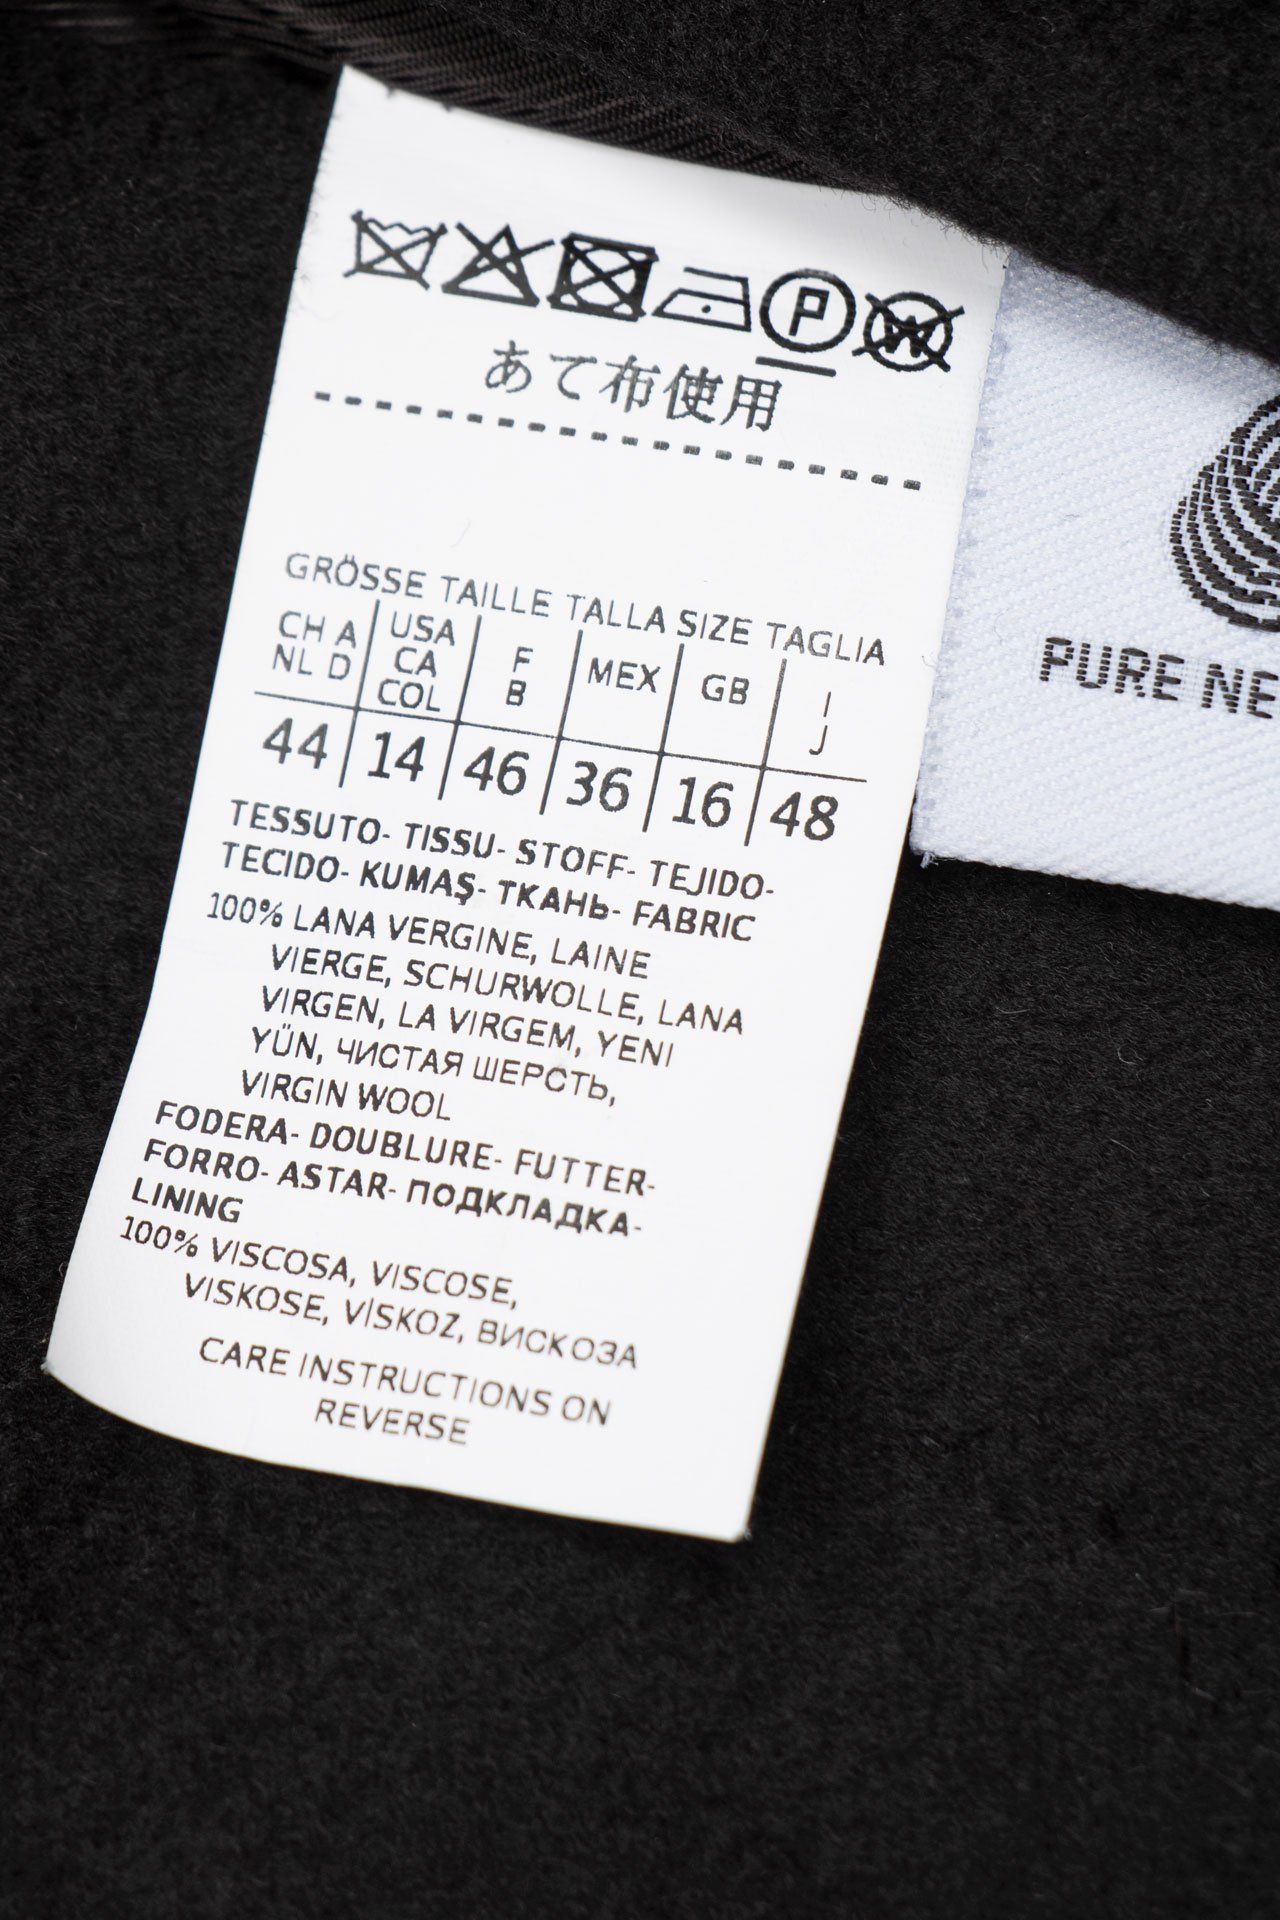 P
W
あて布使用
GRÖSSE TAILLE TALLA SIZE TAGLIA
CH A NL D | USA CA COL | F B | MEX | GB | I J
44 | 14 | 46 | 36 | 16 | 48
TESSUTO- TISSU- STOFF- TEJIDO-
TECIDO- KUMAŞ- ТКАНЬ- FABRIC
100% LANA VERGINE, LAINE
VIERGE, SCHURWOLLE, LANA
VIRGEN, LA VIRGEM, YENI
YÜN, ЧИСТАЯ ШЕРСТЬ,
VIRGIN WOOL
FODERA- DOUBLURE- FUTTER-
FORRO- ASTAR- ПОДКЛАДКА-
LINING
100% VISCOSA, VISCOSE,
VISKOSE, VİSKOZ, ВИСКОЗА
CARE INSTRUCTIONS ON
REVERSE
PURE NE